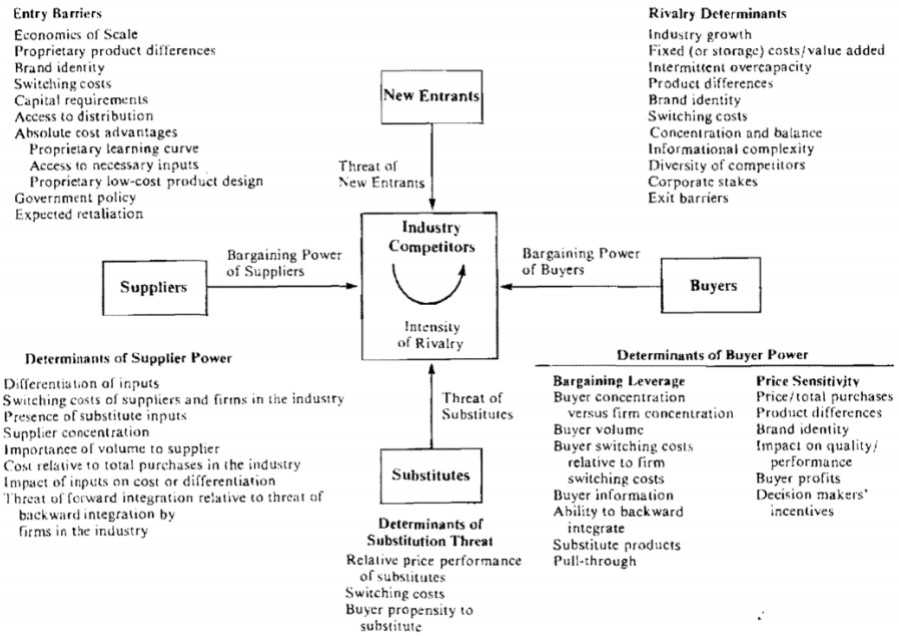 Entry Barriers
Economies of Scale
Proprietary product differences
Brand identity
Switching costs
Capital requirements
Access to distribution
Absolute cost advantages
Proprietary learning curve
Access to necessary inputs
Proprietary low-cost product design
Government policy
Expected retaliation
Rivalry Determinants
Industry growth
Fixed (or storage) costs/value added
Intermittent overcapacity
Product differences
Brand identity
Switching costs
Concentration and balance
Informational complexity
Diversity of competitors
Corporate stakes
Exit barriers
New Entrants
Threat of
New Entrants
Industry
Competitors
Intensity
of Rivalry
Bargaining Power
of Suppliers
Suppliers
Bargaining Power
of Buyers
Buyers
Determinants of Supplier Power
Differentiation of inputs
Switching costs of suppliers and firms in the industry
Presence of substitute inputs
Supplier concentration
Importance of volume to supplier
Cost relative to total purchases in the industry
Impact of inputs on cost or differentiation
Threat of forward integration relative to threat of
backward integration by
firms in the industry
Threat of
Substitutes
Substitutes
Determinants of
Substitution Threat
Relative price performance
of substitutes
Switching costs
Buyer propensity to
substitute
Determinants of Buyer Power
Bargaining Leverage
Buyer concentration
versus firm concentration
Buyer volume
Buyer switching costs
relative to firm
switching costs
Buyer information
Ability to backward
integrate
Substitute products
Pull-through
Price Sensitivity
Price/total purchases
Product differences
Brand identity
Impact on quality/
performance
Buyer profits
Decision makers'
incentives